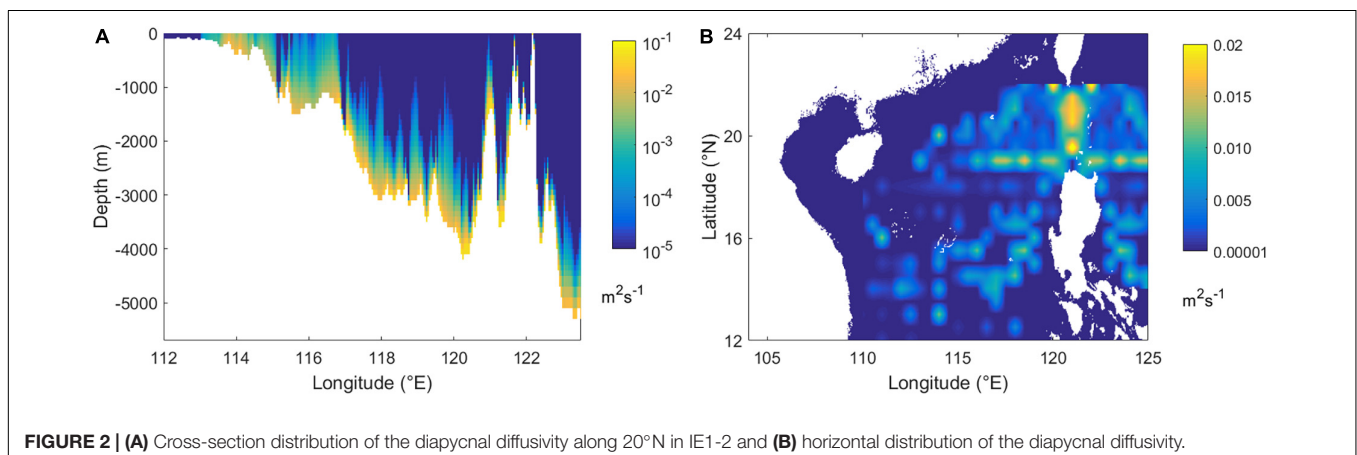 A
0
-1000
-2000
-3000
-4000
-5000
Depth (m)
112 114 116 118 120 122
Longitude (°E)
10⁻¹
10⁻²
10⁻³
10⁻⁴
10⁻⁵
m²s⁻¹
B
24
20
16
12
Latitude (°N)
105 110 115 120 125
Longitude (°E)
0.02
0.015
0.010
0.005
0.00001
m²s⁻¹
FIGURE 2 | (A) Cross-section distribution of the diapycnal diffusivity along 20°N in IE1-2 and (B) horizontal distribution of the diapycnal diffusivity.